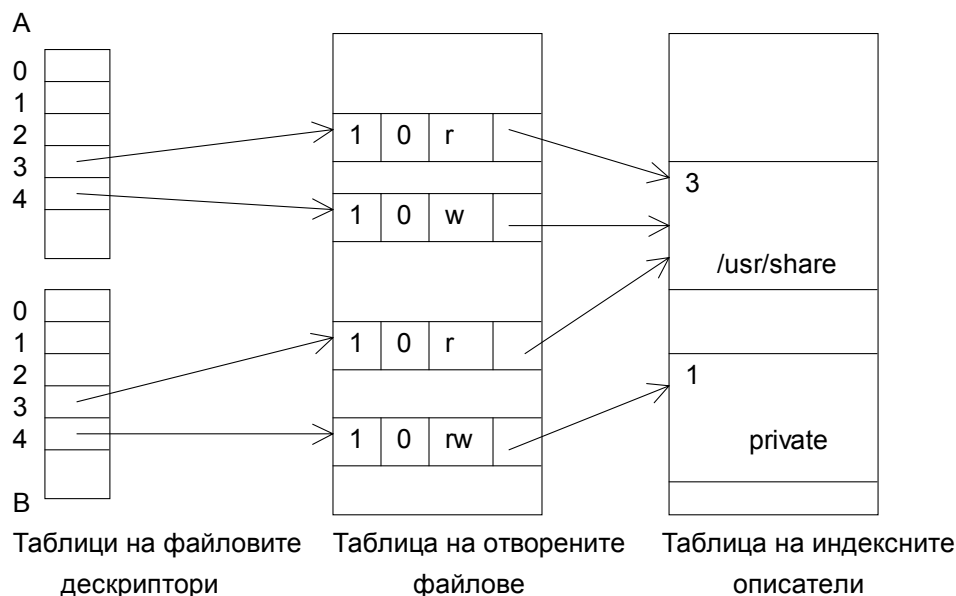 A
0
1
2
3
4
1 0 r
1 0 w
3
/usr/share
0
1
2
3
4
B
1 0 r
1 0 rw
1
private
Таблици на файловите дескриптори
Таблица на отворените файлове
Таблица на индексните описатели